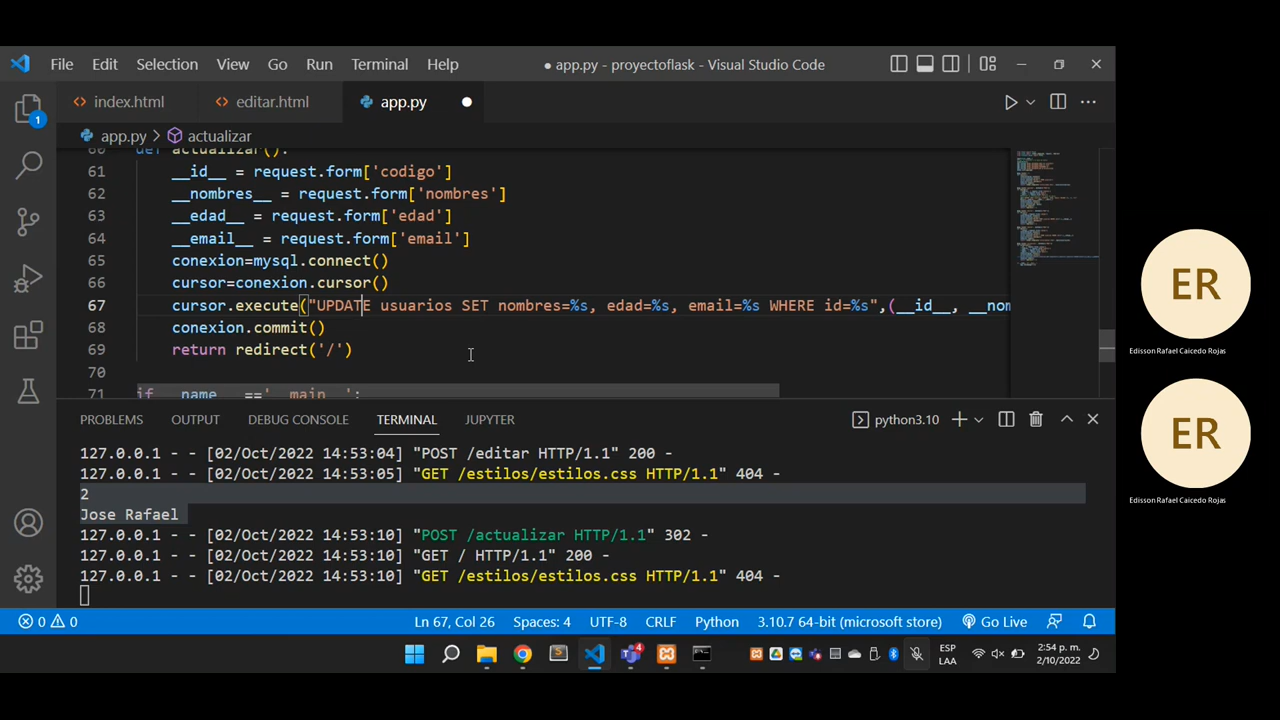 File Edit Selection View Go Run Terminal Help ● app.py - proyectoflask - Visual Studio Code
index.html editar.html app.py ●
app.py > actualizar
60 def actualizar():
61 __id__ = request.form['codigo']
62 __nombres__ = request.form['nombres']
63 __edad__ = request.form['edad']
64 __email__ = request.form['email']
65 conexion=mysql.connect()
66 cursor=conexion.cursor()
67 cursor.execute("UPDATE usuarios SET nombres=%s, edad=%s, email=%s WHERE id=%s",(__id__, __nom
68 conexion.commit()
69 return redirect('/')
70
71 if __name__=='__main__':
1
PROBLEMS OUTPUT DEBUG CONSOLE TERMINAL JUPYTER python3.10
127.0.0.1 - - [02/Oct/2022 14:53:04] "POST /editar HTTP/1.1" 200 -
127.0.0.1 - - [02/Oct/2022 14:53:05] "GET /estilos/estilos.css HTTP/1.1" 404 -
2
Jose Rafael
127.0.0.1 - - [02/Oct/2022 14:53:10] "POST /actualizar HTTP/1.1" 302 -
127.0.0.1 - - [02/Oct/2022 14:53:10] "GET / HTTP/1.1" 200 -
127.0.0.1 - - [02/Oct/2022 14:53:10] "GET /estilos/estilos.css HTTP/1.1" 404 -
0 0 Ln 67, Col 26 Spaces: 4 UTF-8 CRLF Python 3.10.7 64-bit (microsoft store) Go Live
4 ESP LAA 2:54 p. m. 2/10/2022
ER
Edisson Rafael Caicedo Rojas
ER
Edisson Rafael Caicedo Rojas